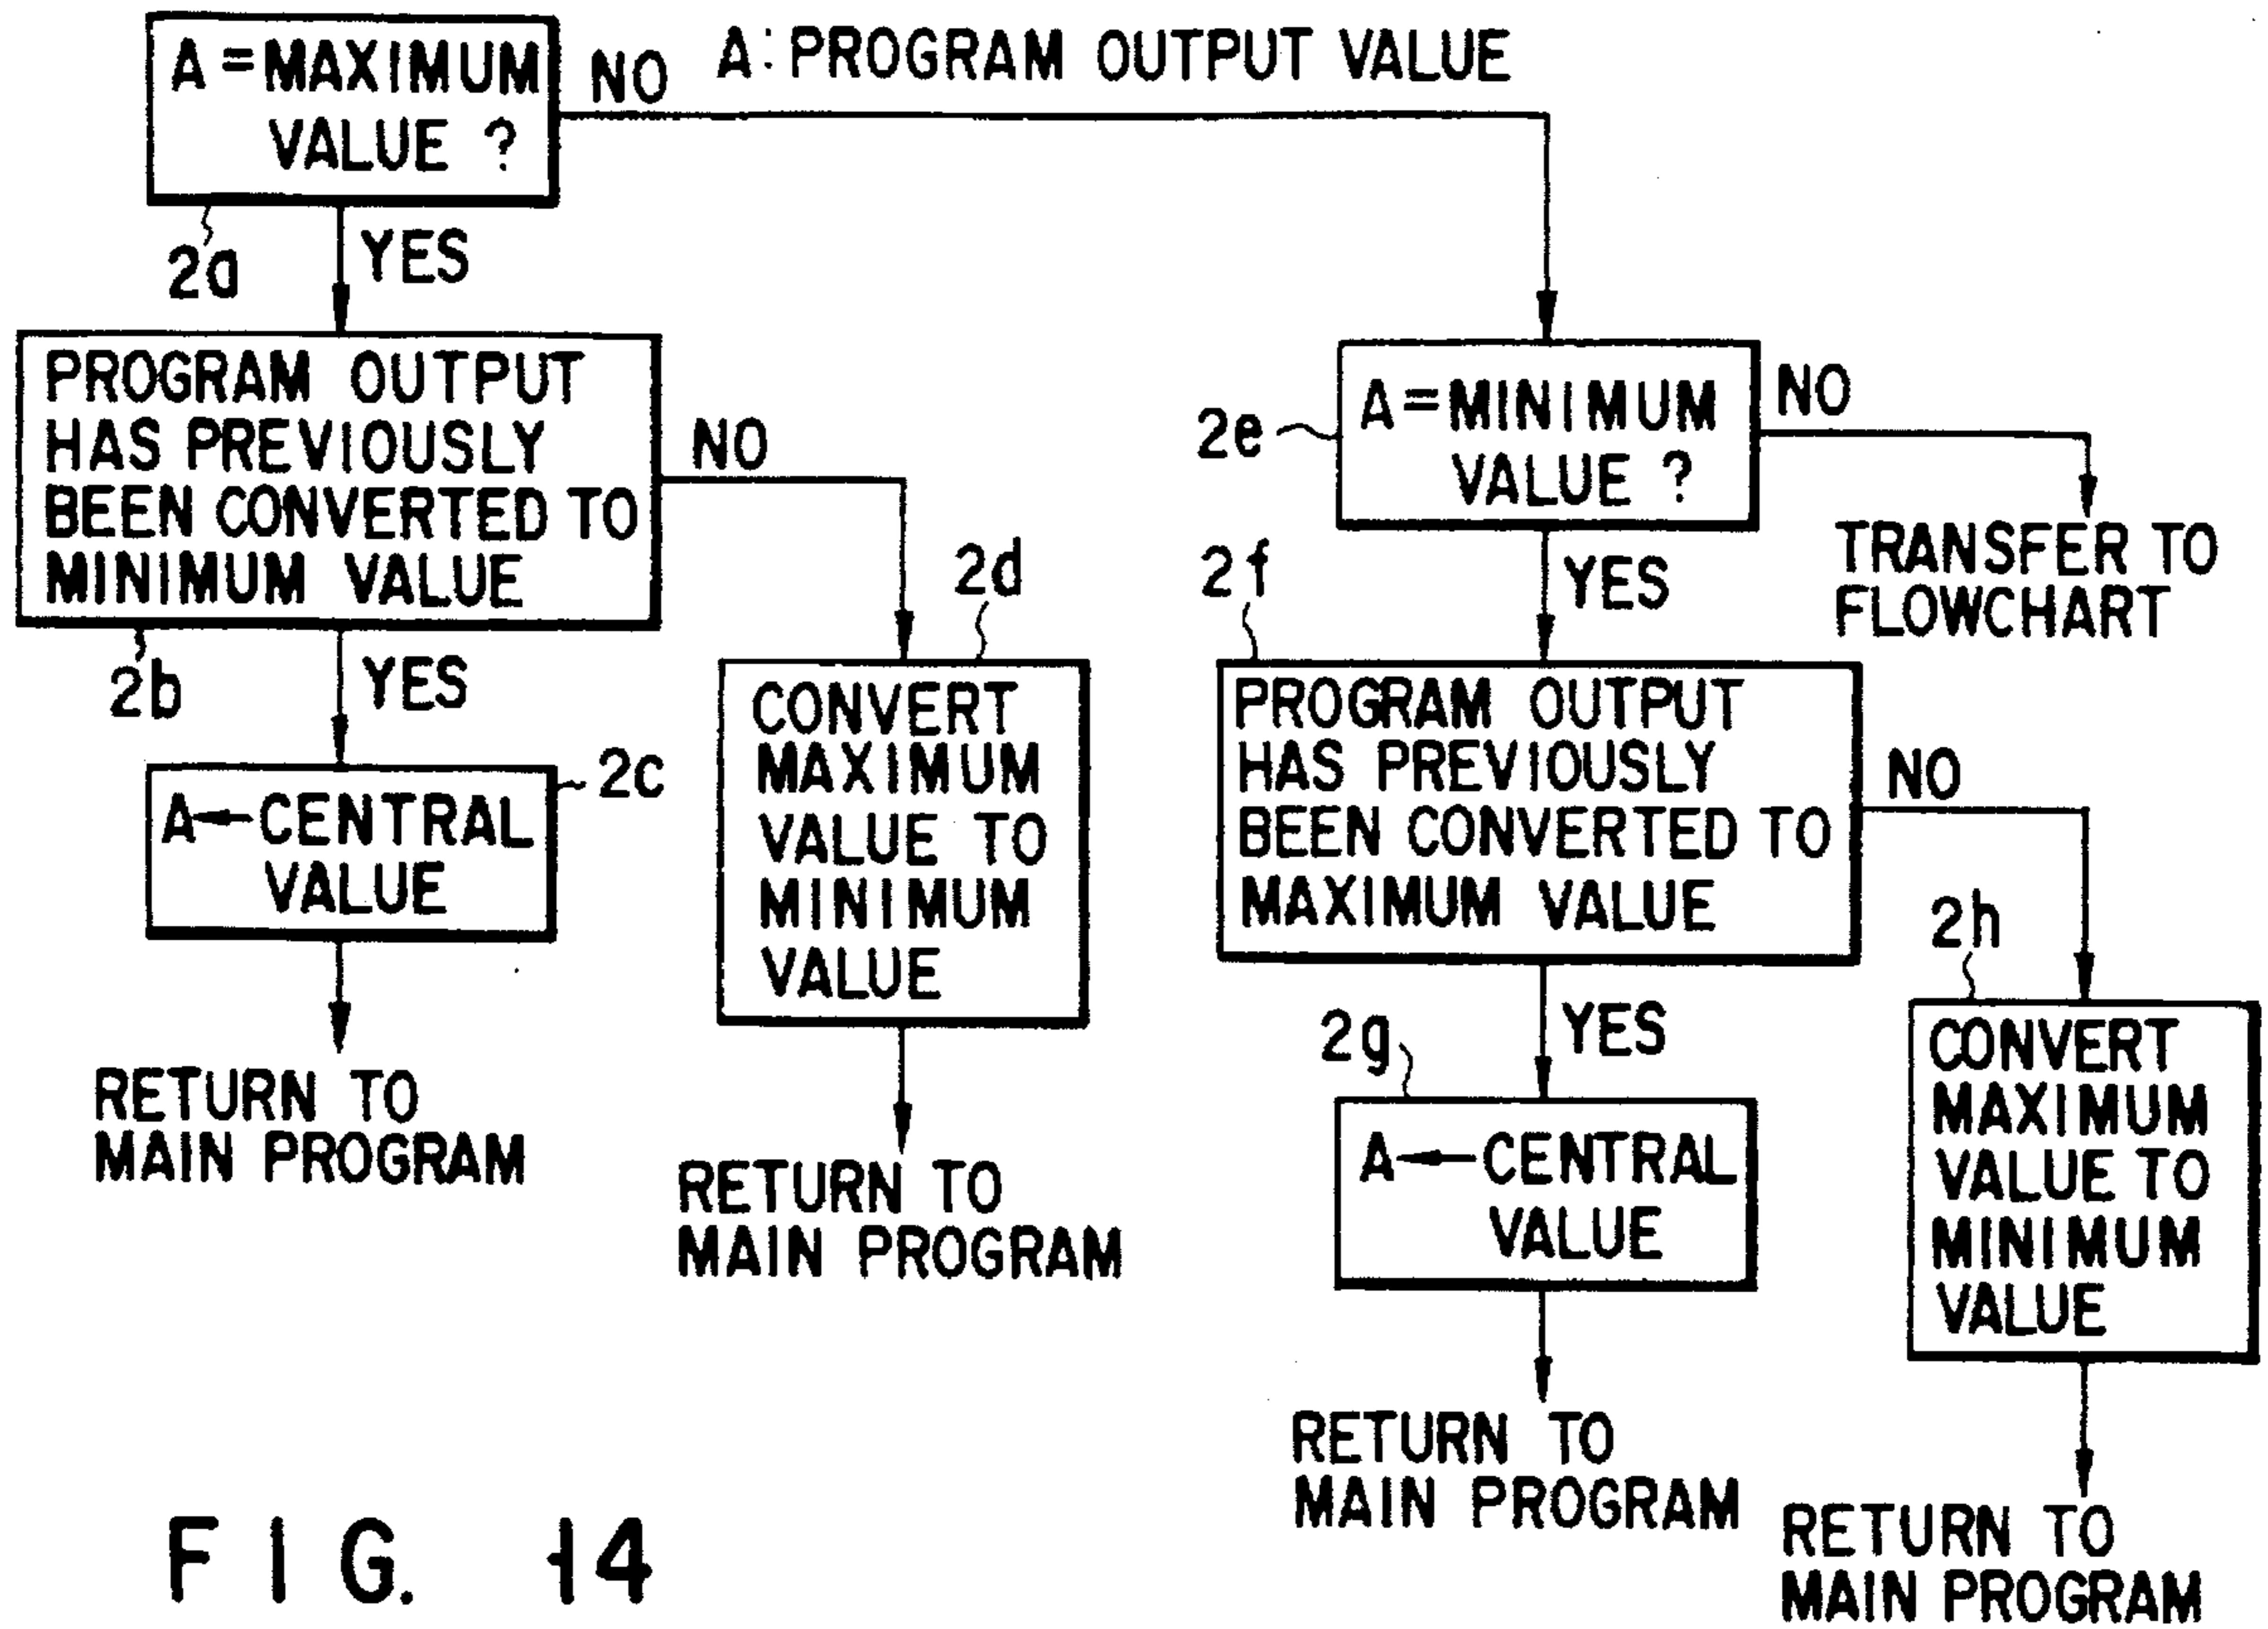 A = MAXIMUM
VALUE ?
NO
A : PROGRAM OUTPUT VALUE
2a
YES
PROGRAM OUTPUT
HAS PREVIOUSLY
BEEN CONVERTED TO
MINIMUM VALUE
NO
2b
YES
A ← CENTRAL
VALUE
2c
RETURN TO
MAIN PROGRAM
2d
CONVERT
MAXIMUM
VALUE TO
MINIMUM
VALUE
RETURN TO
MAIN PROGRAM
2e
A = MINIMUM
VALUE ?
NO
TRANSFER TO
FLOWCHART
YES
2f
PROGRAM OUTPUT
HAS PREVIOUSLY
BEEN CONVERTED TO
MAXIMUM VALUE
NO
YES
2g
A ← CENTRAL
VALUE
RETURN TO
MAIN PROGRAM
2h
CONVERT
MAXIMUM
VALUE TO
MINIMUM
VALUE
RETURN TO
MAIN PROGRAM
FIG. 14